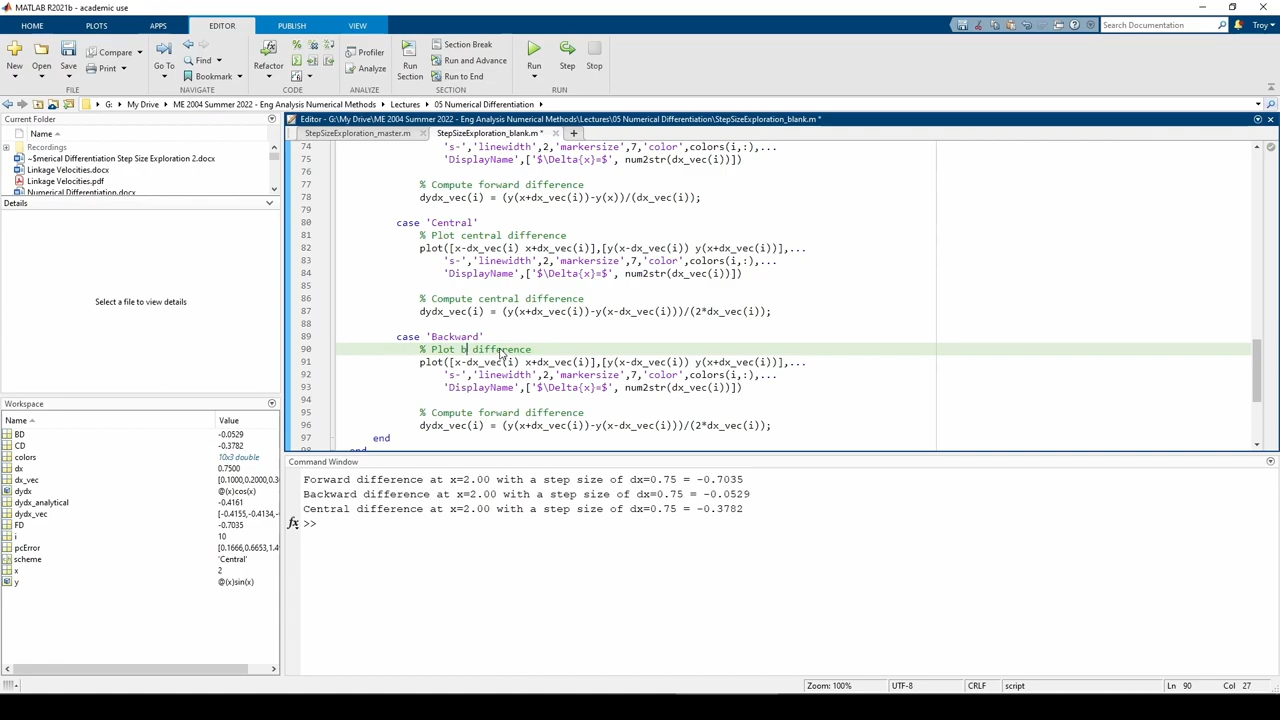 MATLAB R2021b - academic use
HOME PLOTS APPS EDITOR PUBLISH VIEW Search Documentation Troy
New Open Save Compare Print Go To Find Bookmark Refactor Profiler Analyze Run Section Section Break Run and Advance Run to End Run Step Stop
FILE NAVIGATE CODE ANALYZE SECTION RUN
G: My Drive ME 2004 Summer 2022 - Eng Analysis Numerical Methods Lectures 05 Numerical Differentiation
Current Folder
Name
Recordings
~$merical Differentiation Step Size Exploration 2.docx
Linkage Velocities.docx
Linkage Velocities.pdf
Numerical Differentiation.docx
Details
Select a file to view details
Workspace
Name Value
BD -0.0529
CD -0.3782
colors 10x3 double
dx 0.7500
dx_vec [0.1000,0.2000,0.3
dydx @(x)cos(x)
dydx_analytical -0.4161
dydx_vec [-0.4155,-0.4134,-
FD -0.7035
i 10
pcError [0.1666,0.6653,1.4
scheme 'Central'
x 2
y @(x)sin(x)
Editor - G:\My Drive\ME 2004 Summer 2022 - Eng Analysis Numerical Methods\Lectures\05 Numerical Differentiation\StepSizeExploration_blank.m *
StepSizeExploration_master.m StepSizeExploration_blank.m *
74 's-','linewidth',2,'markersize',7,'color',colors(i,:),...
75 'DisplayName',['$\Delta{x}=$', num2str(dx_vec(i))])
76
77 % Compute forward difference
78 dydx_vec(i) = (y(x+dx_vec(i))-y(x))/(dx_vec(i));
79
80 case 'Central'
81 % Plot central difference
82 plot([x-dx_vec(i) x+dx_vec(i)],[y(x-dx_vec(i)) y(x+dx_vec(i))],...
83 's-','linewidth',2,'markersize',7,'color',colors(i,:),...
84 'DisplayName',['$\Delta{x}=$', num2str(dx_vec(i))])
85
86 % Compute central difference
87 dydx_vec(i) = (y(x+dx_vec(i))-y(x-dx_vec(i)))/(2*dx_vec(i));
88
89 case 'Backward'
90 % Plot b difference
91 plot([x-dx_vec(i) x+dx_vec(i)],[y(x-dx_vec(i)) y(x+dx_vec(i))],...
92 's-','linewidth',2,'markersize',7,'color',colors(i,:),...
93 'DisplayName',['$\Delta{x}=$', num2str(dx_vec(i))])
94
95 % Compute forward difference
96 dydx_vec(i) = (y(x+dx_vec(i))-y(x-dx_vec(i)))/(2*dx_vec(i));
97 end
98 end
Command Window
Forward difference at x=2.00 with a step size of dx=0.75 = -0.7035
Backward difference at x=2.00 with a step size of dx=0.75 = -0.0529
Central difference at x=2.00 with a step size of dx=0.75 = -0.3782
fx >>
Zoom: 100% UTF-8 CRLF script Ln 90 Col 27